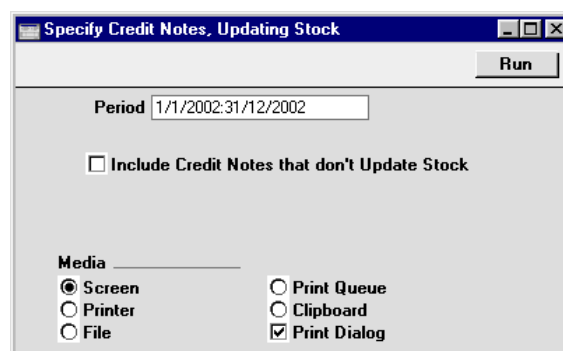 Specify Credit Notes, Updating Stock
Run
Period 1/1/2002:31/12/2002
Include Credit Notes that don't Update Stock
Media
Screen Print Queue
Printer Clipboard
File Print Dialog